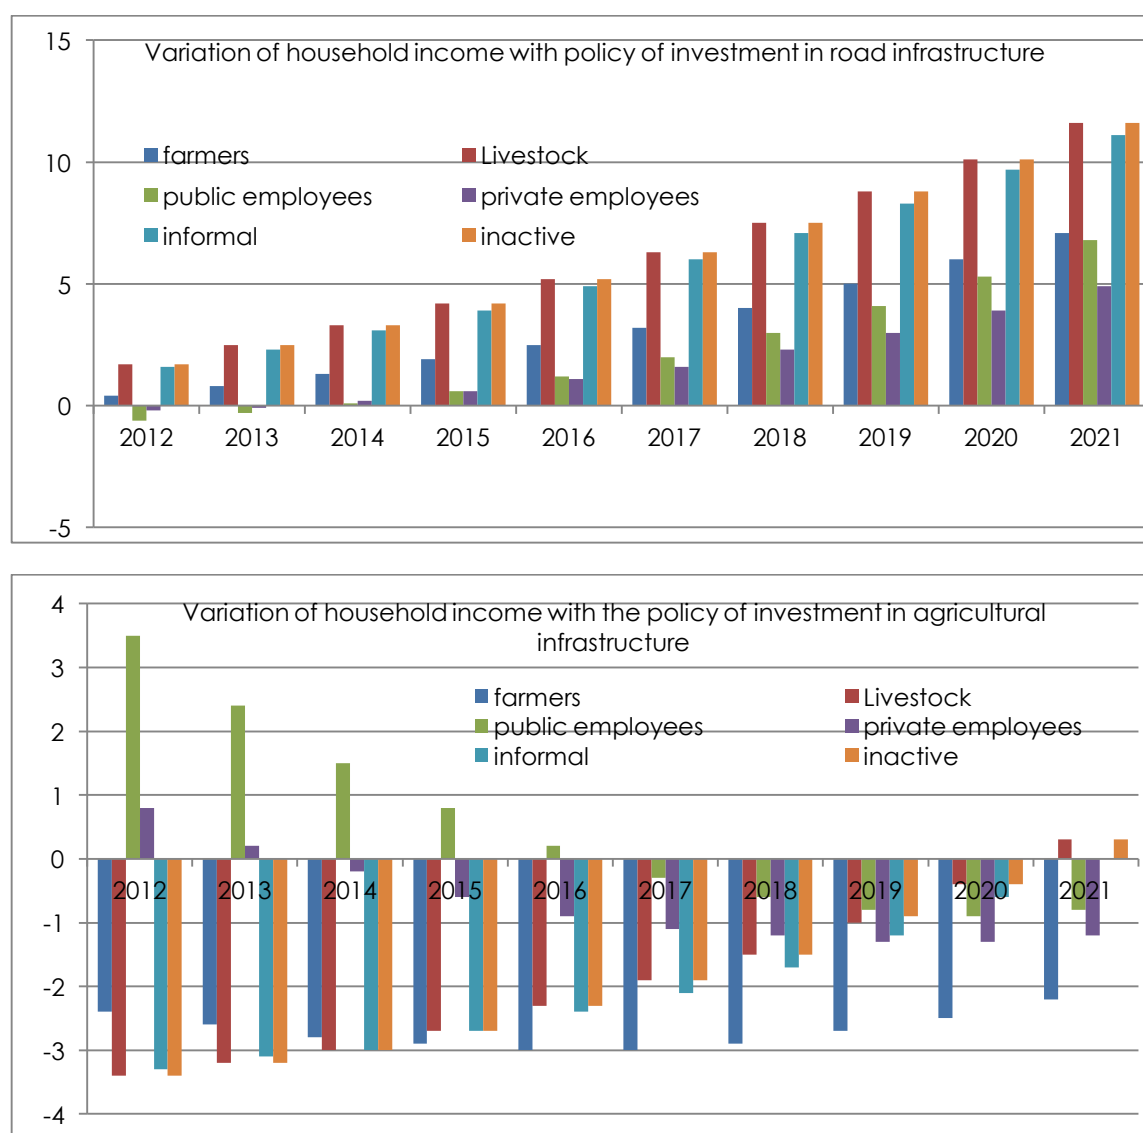 15
Variation of household income with policy of investment in road infrastructure
farmers Livestock
10
public employees private employees
informal inactive
5
0
2012 2013 2014 2015 2016 2017 2018 2019 2020 2021
-5
4
Variation of household income with the policy of investment in agricultural
infrastructure
3
farmers Livestock
public employees private employees
2
informal inactive
1
0
2012 2013 2014 2015 2016 2017 2018 2019 2020 2021
-1
-2
-3
-4